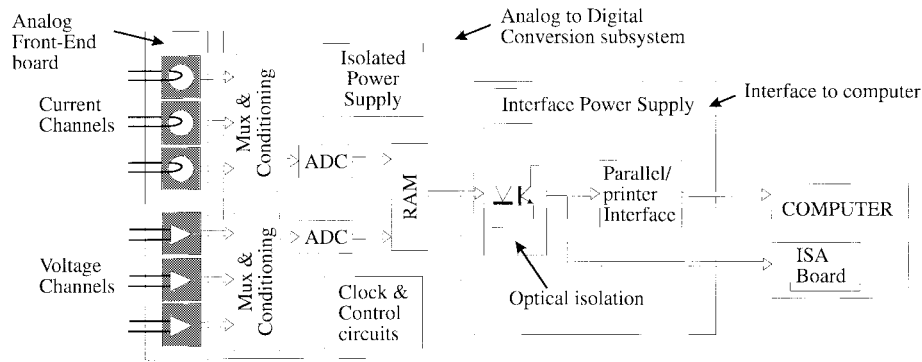 Analog
Front-End
board
Analog to Digital
Conversion subsystem
Isolated
Power
Supply
Interface Power Supply
Interface to computer
Current
Channels
Mux &
Conditioning
ADC
RAM
Parallel/
printer
Interface
COMPUTER
Voltage
Channels
Mux &
Conditioning
ADC
ISA
Board
Clock &
Control
circuits
Optical isolation